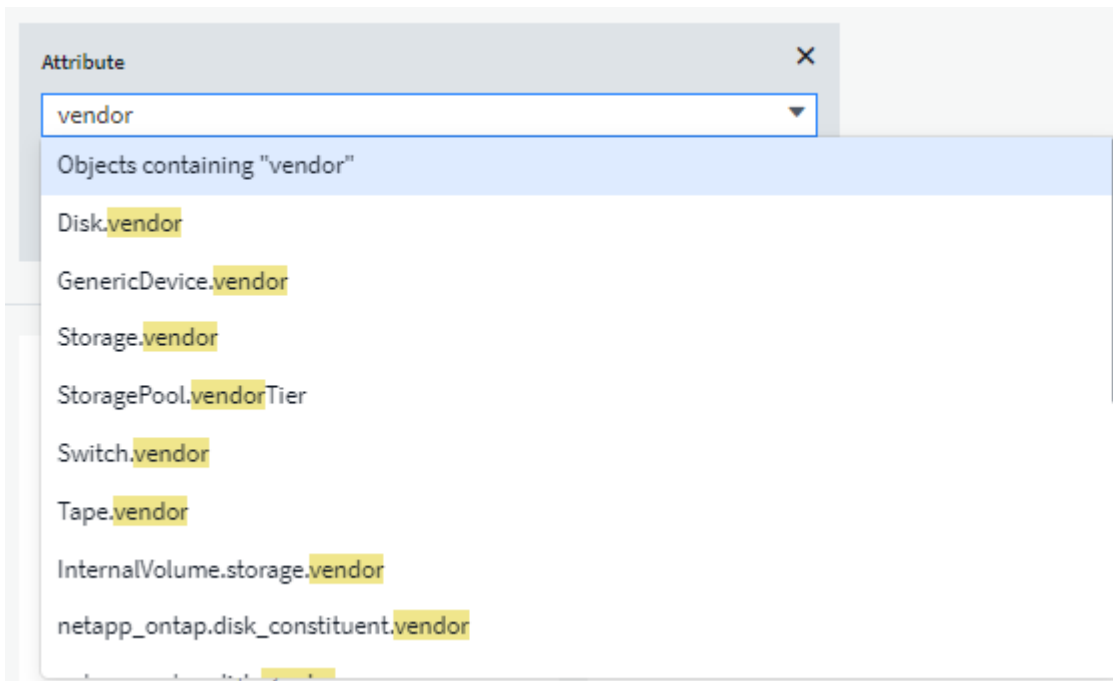 Attribute
vendor
Objects containing "vendor"
Disk.vendor
GenericDevice.vendor
Storage.vendor
StoragePool.vendorTier
Switch.vendor
Tape.vendor
InternalVolume.storage.vendor
netapp_ontap.disk_constituent.vendor